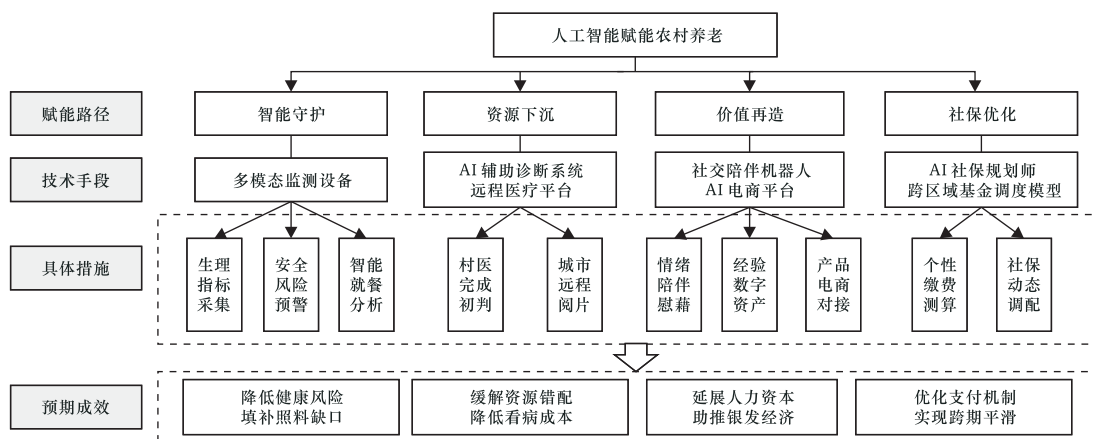 人工智能赋能农村养老
赋能路径
智能守护
资源下沉
价值再造
社保优化
技术手段
多模态监测设备
AI 辅助诊断系统
远程医疗平台
社交陪伴机器人
AI 电商平台
AI 社保规划师
跨区域基金调度模型
具体措施
生理
指标
采集
安全
风险
预警
智能
就餐
分析
村医
完成
初判
城市
远程
阅片
情绪
陪伴
慰藉
经验
数字
资产
产品
电商
对接
个性
缴费
测算
社保
动态
调配
预期成效
降低健康风险
填补照料缺口
缓解资源错配
降低看病成本
延展人力资本
助推银发经济
优化支付机制
实现跨期平滑